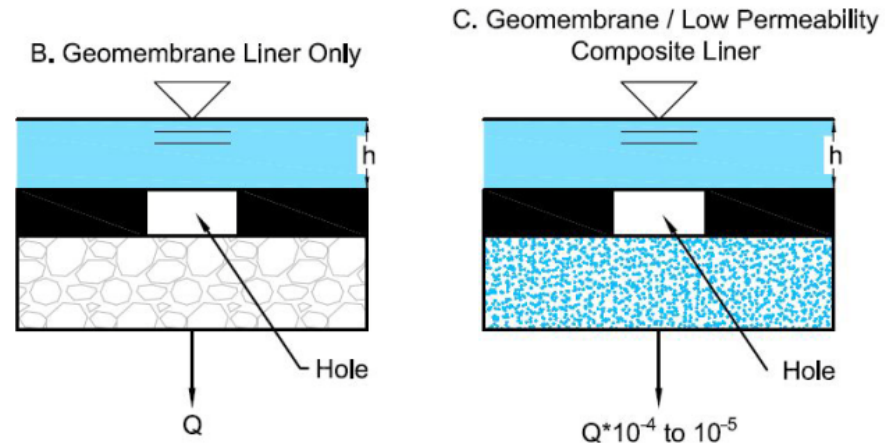 B. Geomembrane Liner Only
h
Hole
Q
C. Geomembrane / Low Permeability
Composite Liner
h
Hole
Q*10⁻⁴ to 10⁻⁵